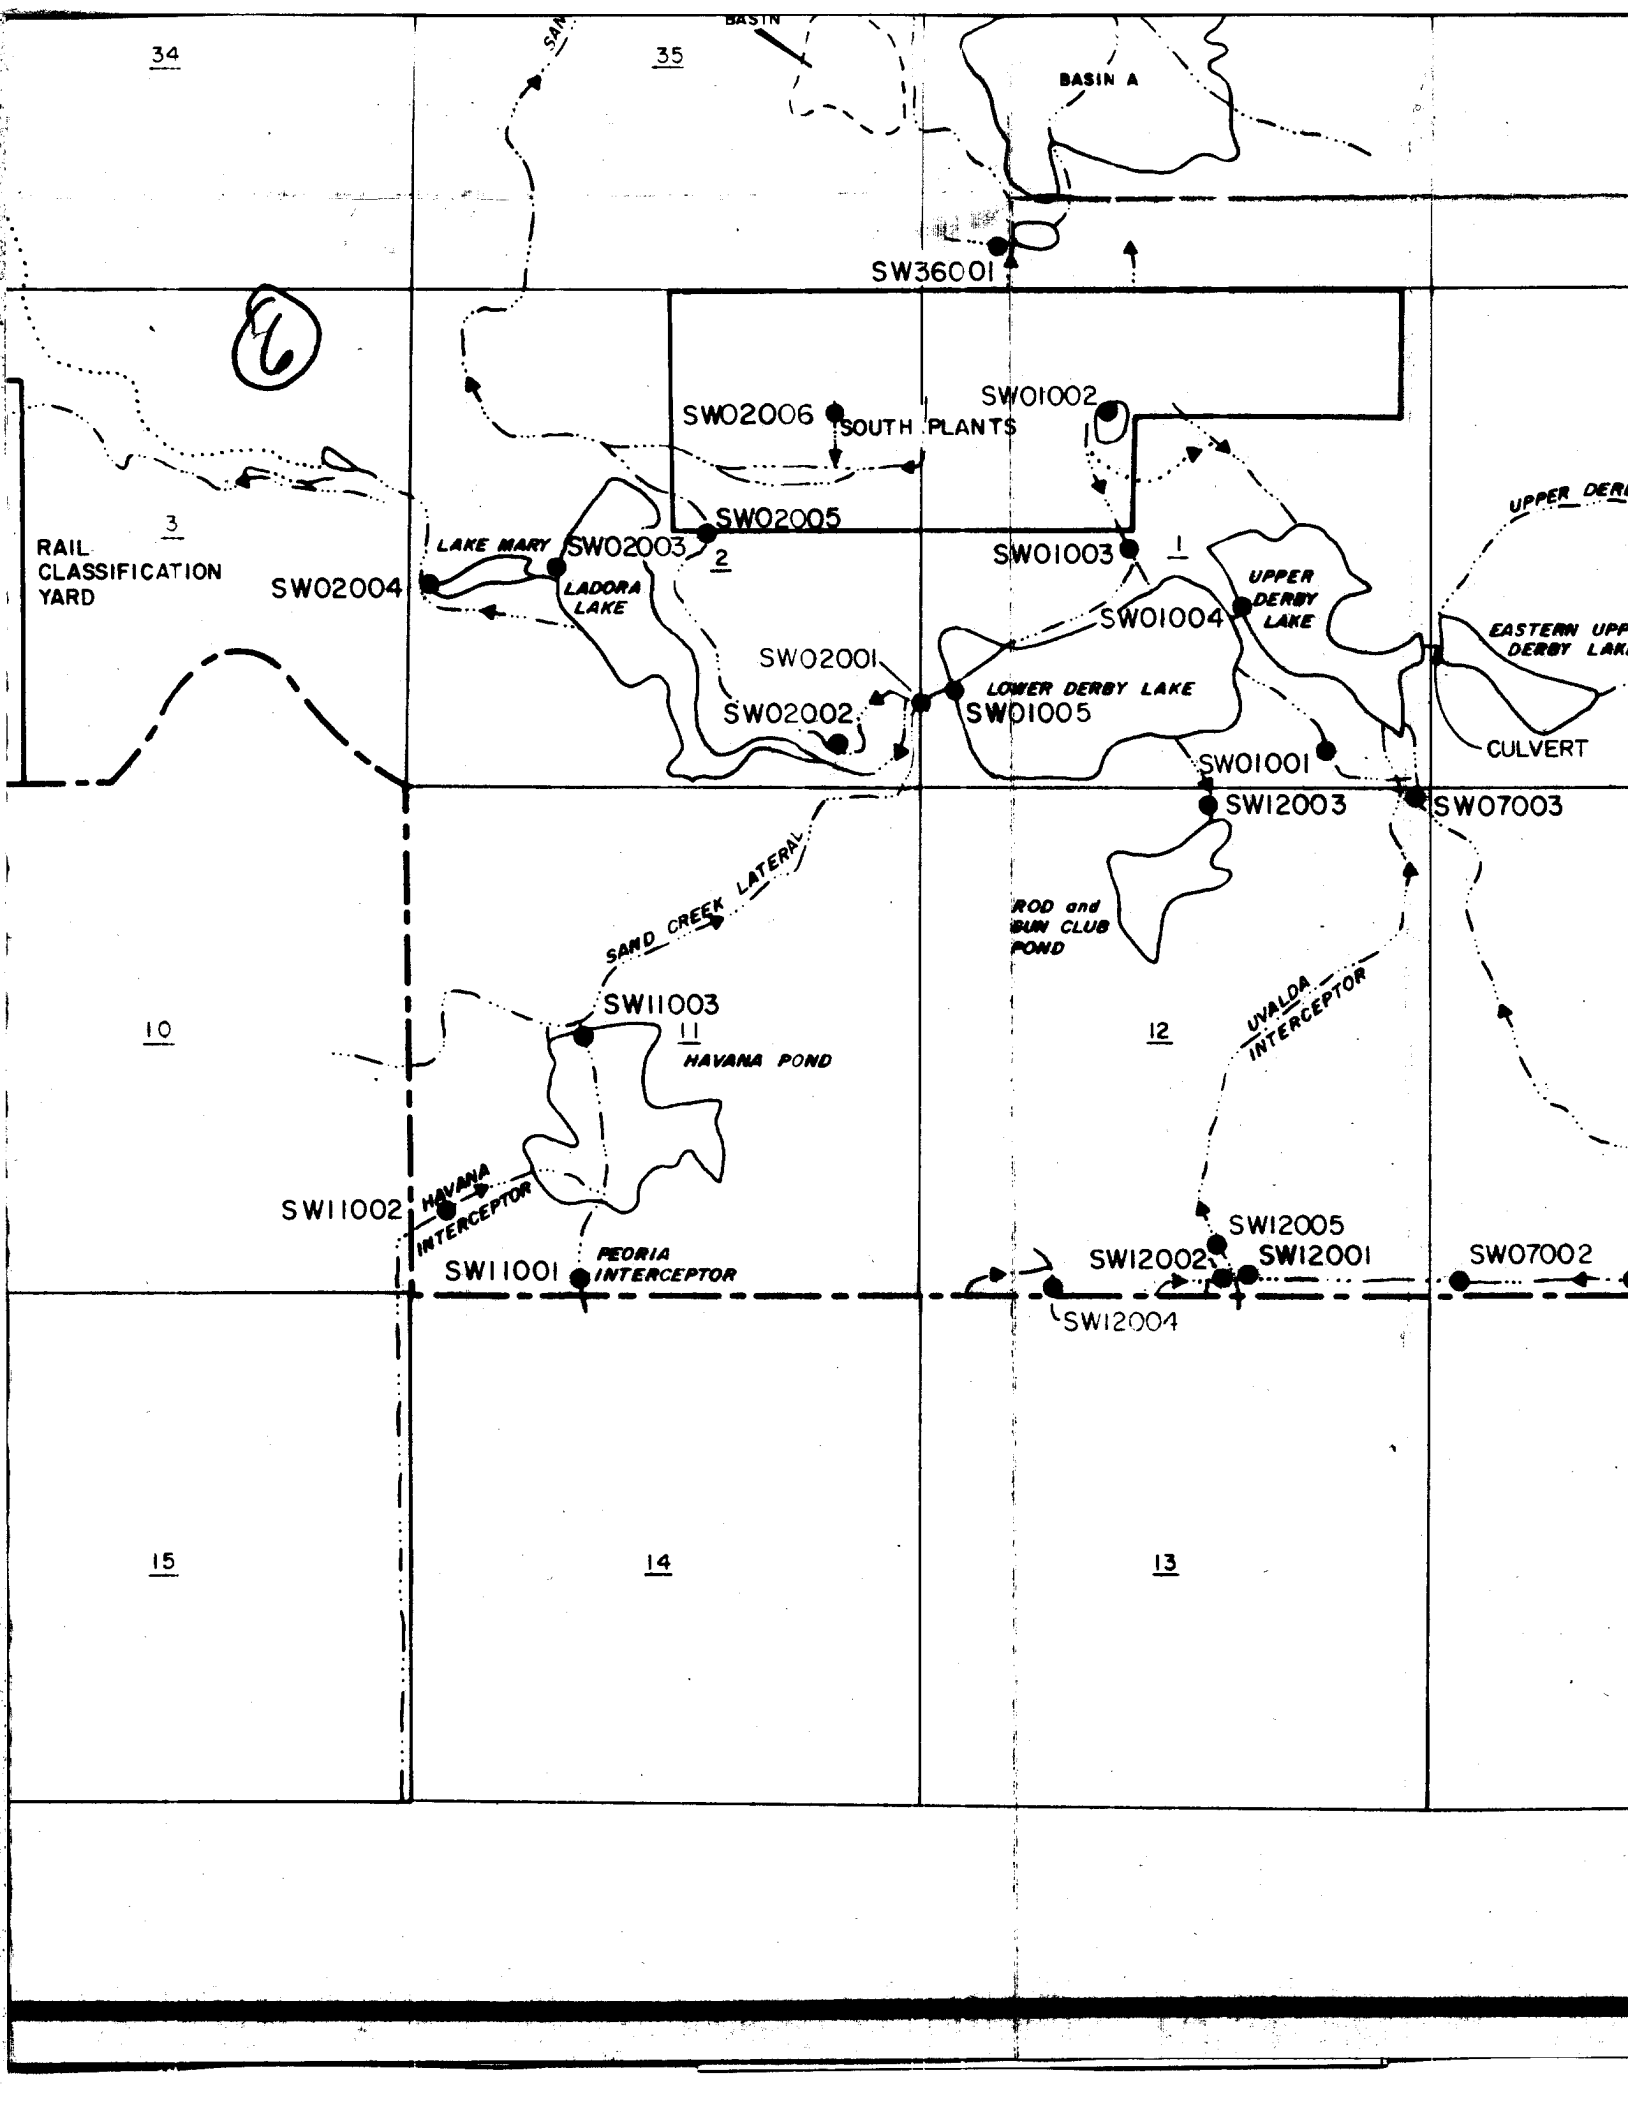 BASIN
SAN
34
35
BASIN A
SW36001
6
SW02006
SOUTH PLANTS
SW01002
UPPER DER
3
RAIL
CLASSIFICATION
YARD
LAKE MARY
SW02003
SW02005
2
SW02004
LADORA
LAKE
SW01003
1
UPPER
DERBY
LAKE
SW01004
EASTERN UPP
DERBY LAK
SW02001
LOWER DERBY LAKE
SW02002
SW01005
CULVERT
SW01001
SW12003
SW07003
SAND CREEK LATERAL
ROD and
GUN CLUB
POND
UVALDA
INTERCEPTOR
10
SW11003
11
HAVANA POND
12
HAVANA
INTERCEPTOR
SW11002
SW11001
PEORIA
INTERCEPTOR
SW12005
SW12002
SW12001
SW07002
SW12004
15
14
13